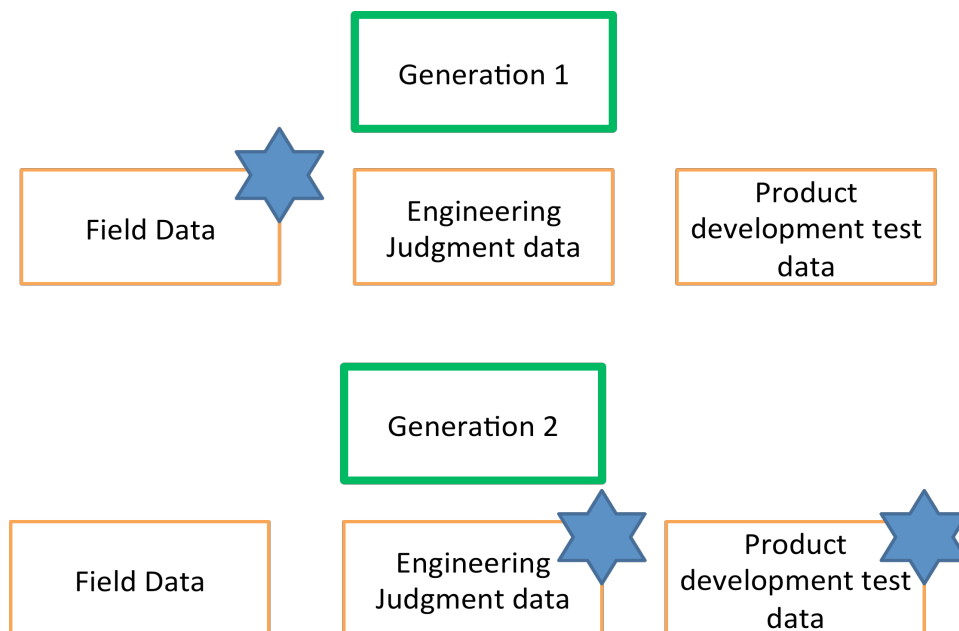 Generation 1
Field Data
Engineering
Judgment data
Product
development test
data
Generation 2
Field Data
Engineering
Judgment data
Product
development test
data